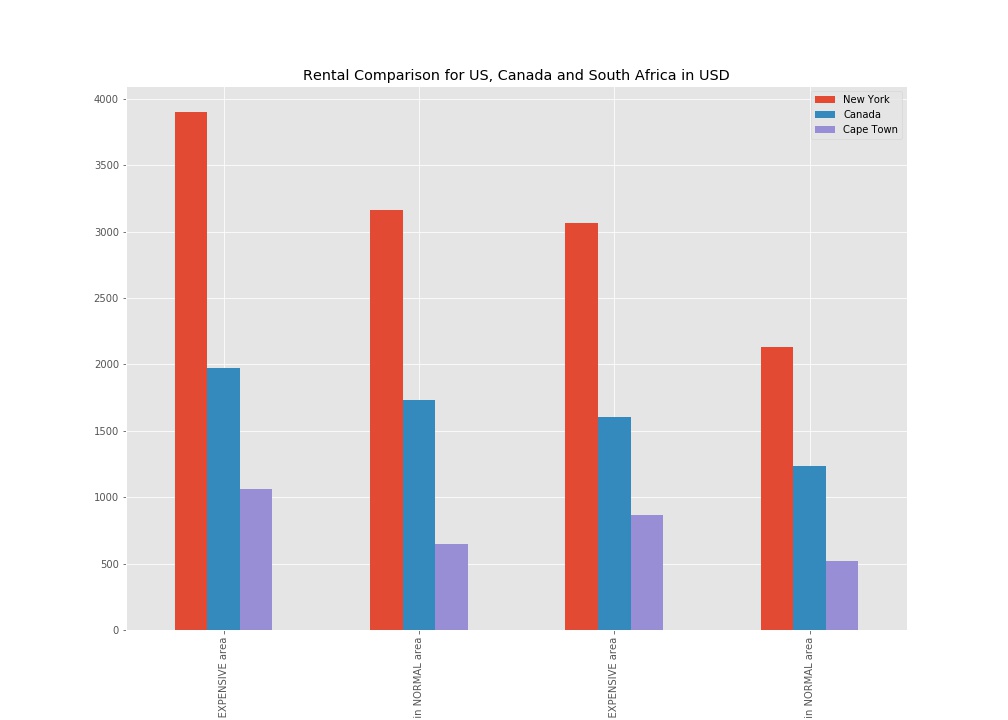 Rental Comparison for US, Canada and South Africa in USD
New York
Canada
Cape Town
4000
3500
3000
2500
2000
1500
1000
500
0
EXPENSIVE area
in NORMAL area
EXPENSIVE area
in NORMAL area